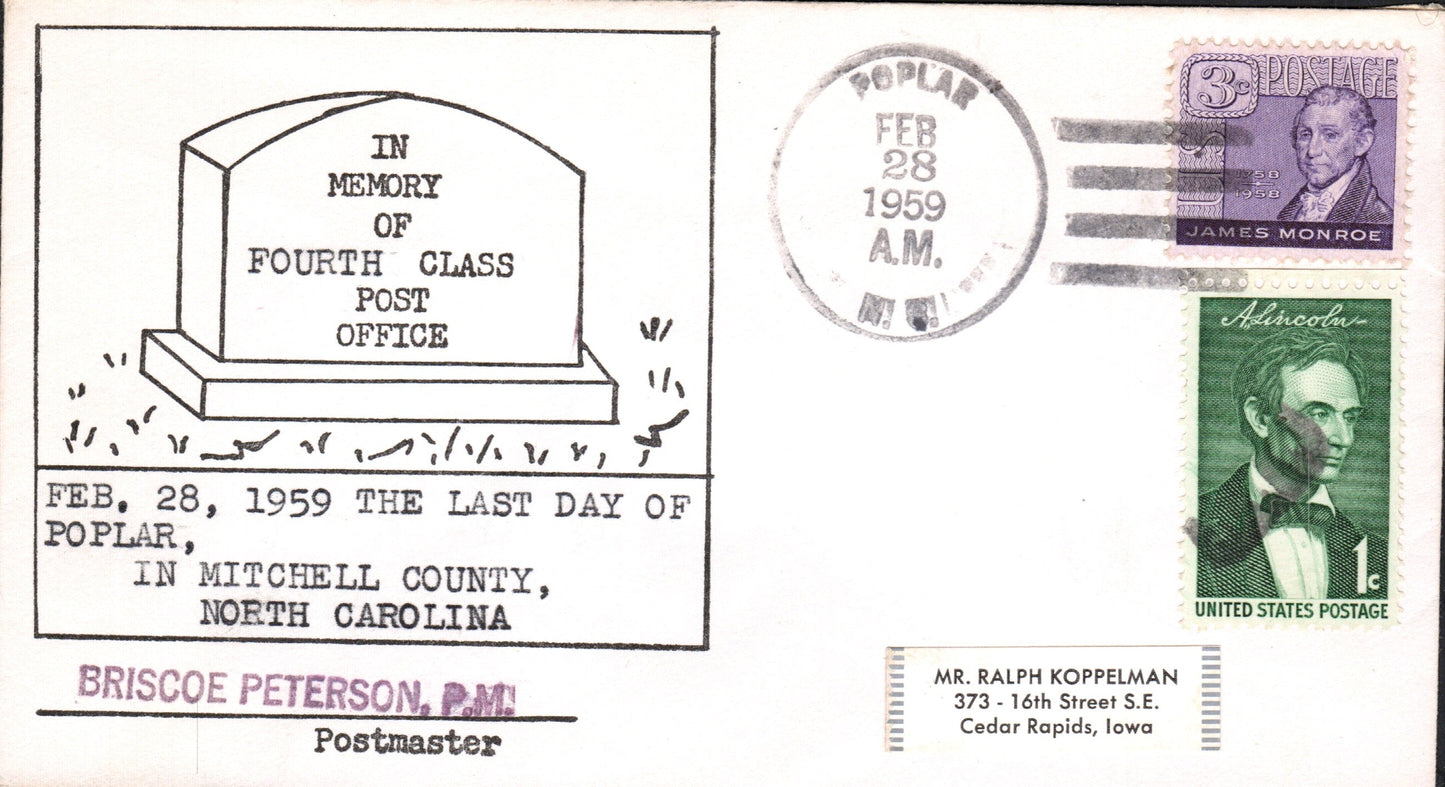 IN
MEMORY
OF
FOURTH CLASS
POST
OFFICE
FEB. 28, 1959 THE LAST DAY OF
POPLAR,
IN MITCHELL COUNTY,
NORTH CAROLINA
BRISCOE PETERSON, P.M.
Postmaster
POPLAR
FEB
28
1959
A.M.
N. C.
3c POSTAGE
U.S.
1758
1958
JAMES MONROE
A. Lincoln
1c
UNITED STATES POSTAGE
MR. RALPH KOPPELMAN
373 - 16th Street S.E.
Cedar Rapids, Iowa